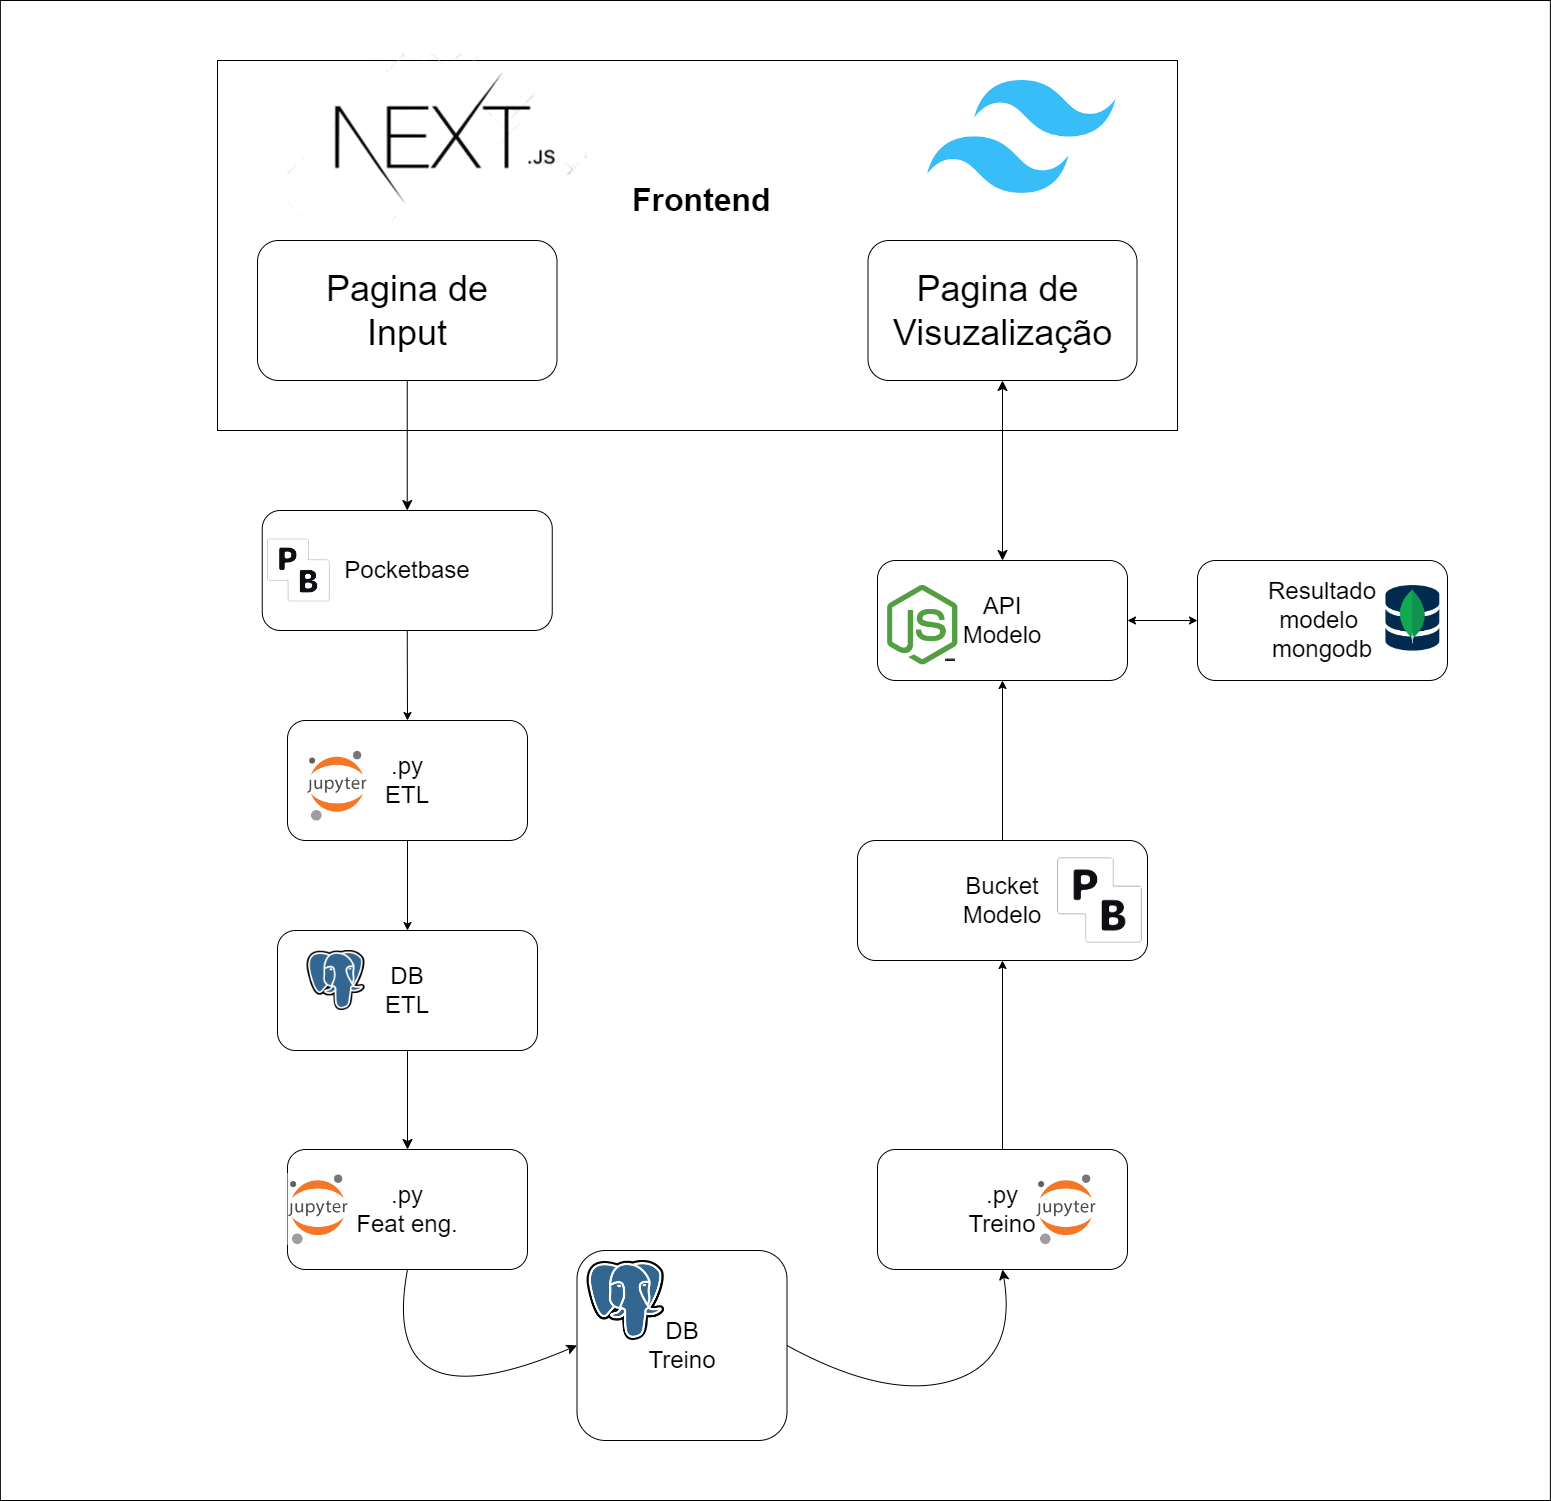 NEXT.JS
Frontend
Pagina de
Input
Pagina de
Visuzalização
P
B
Pocketbase
JS
API
Modelo
Resultado
modelo
mongodb
jupyter
.py
ETL
Bucket
Modelo
P
B
DB
ETL
jupyter
.py
Feat eng.
.py
Treino
jupyter
DB
Treino